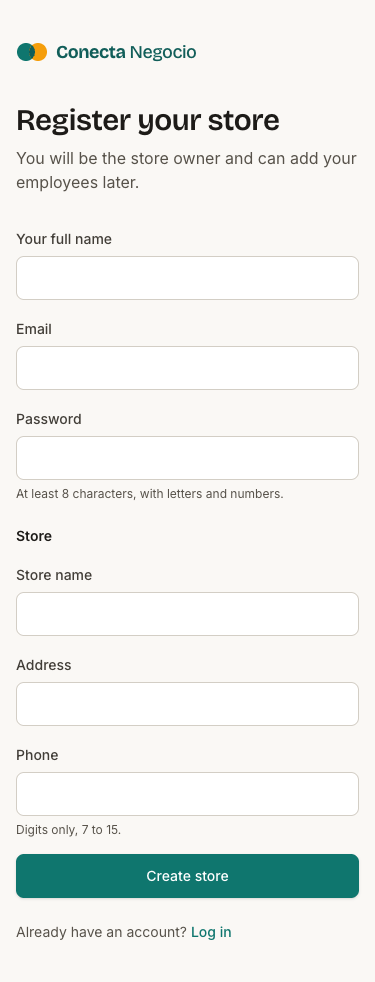 Conecta Negocio
Register your store
You will be the store owner and can add your
employees later.
Your full name
Email
Password
At least 8 characters, with letters and numbers.
Store
Store name
Address
Phone
Digits only, 7 to 15.
Create store
Already have an account? Log in